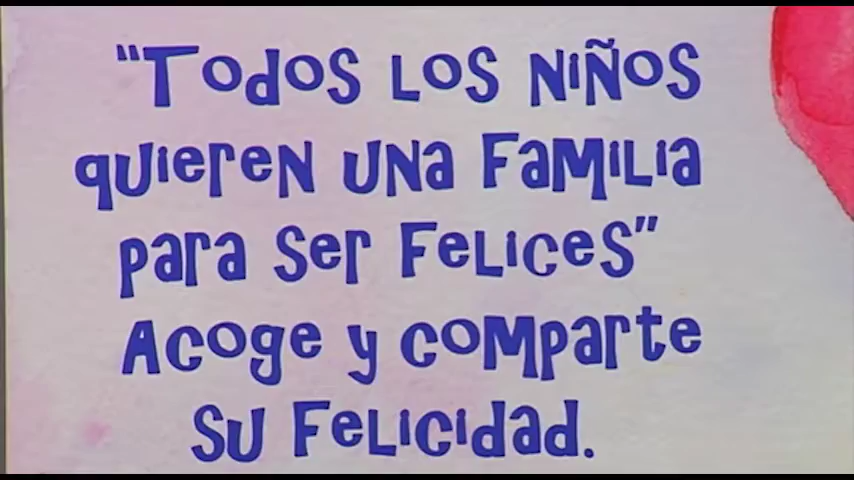 "Todos los niños
quieren una familia
para ser felices"
Acoge y comparte
su felicidad.